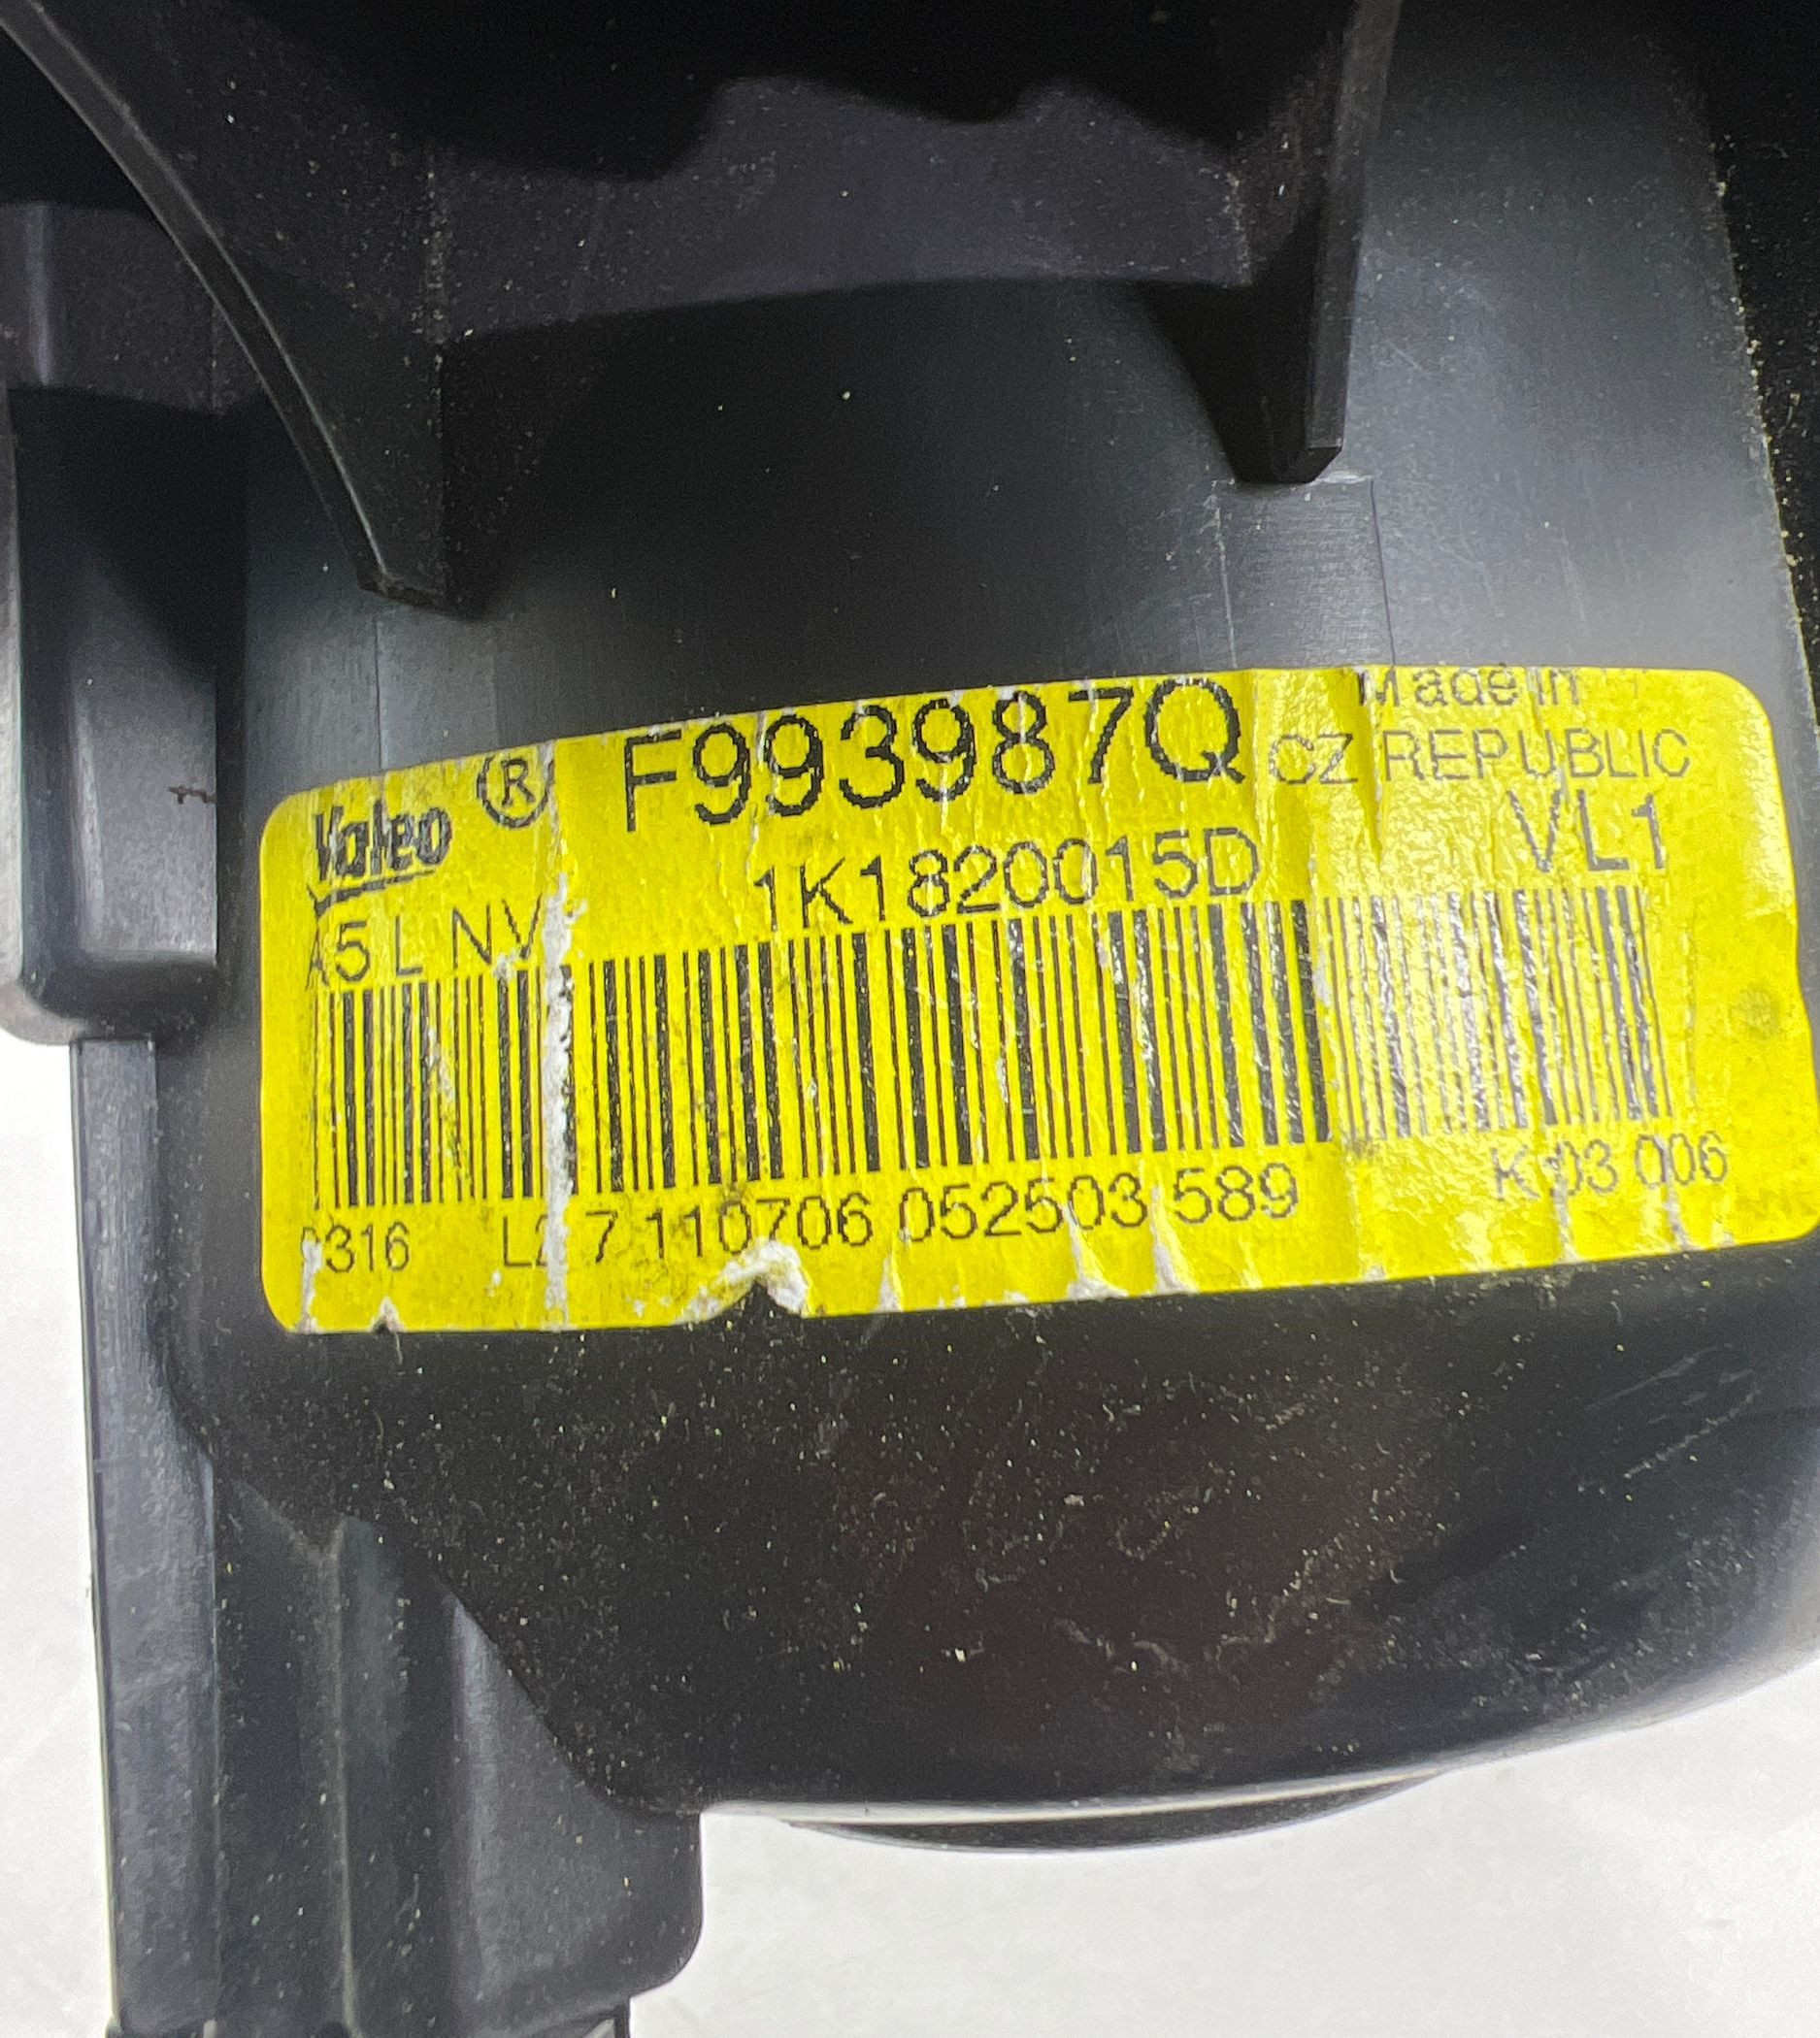 Valeo ® F993987Q Made in
CZ REPUBLIC
1K1820015D VL1
A5 L NV
316 L2 7 110706 052503 589 K 03 006